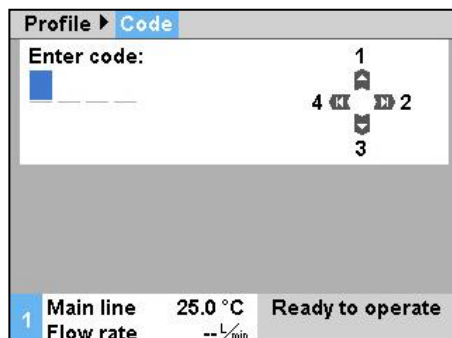 Profile Code
Enter code:
1
4 2
3
1 Main line 25.0 °C Ready to operate
Flow rate -- L/min